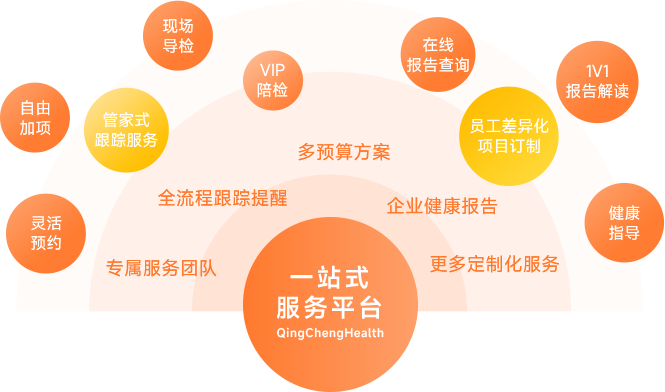 现场
导检
在线
报告查询
VIP
陪检
1V1
报告解读
自由
加项
管家式
跟踪服务
员工差异化
项目订制
多预算方案
全流程跟踪提醒
企业健康报告
灵活
预约
健康
指导
专属服务团队
更多定制化服务
一站式
服务平台
QingChengHealth